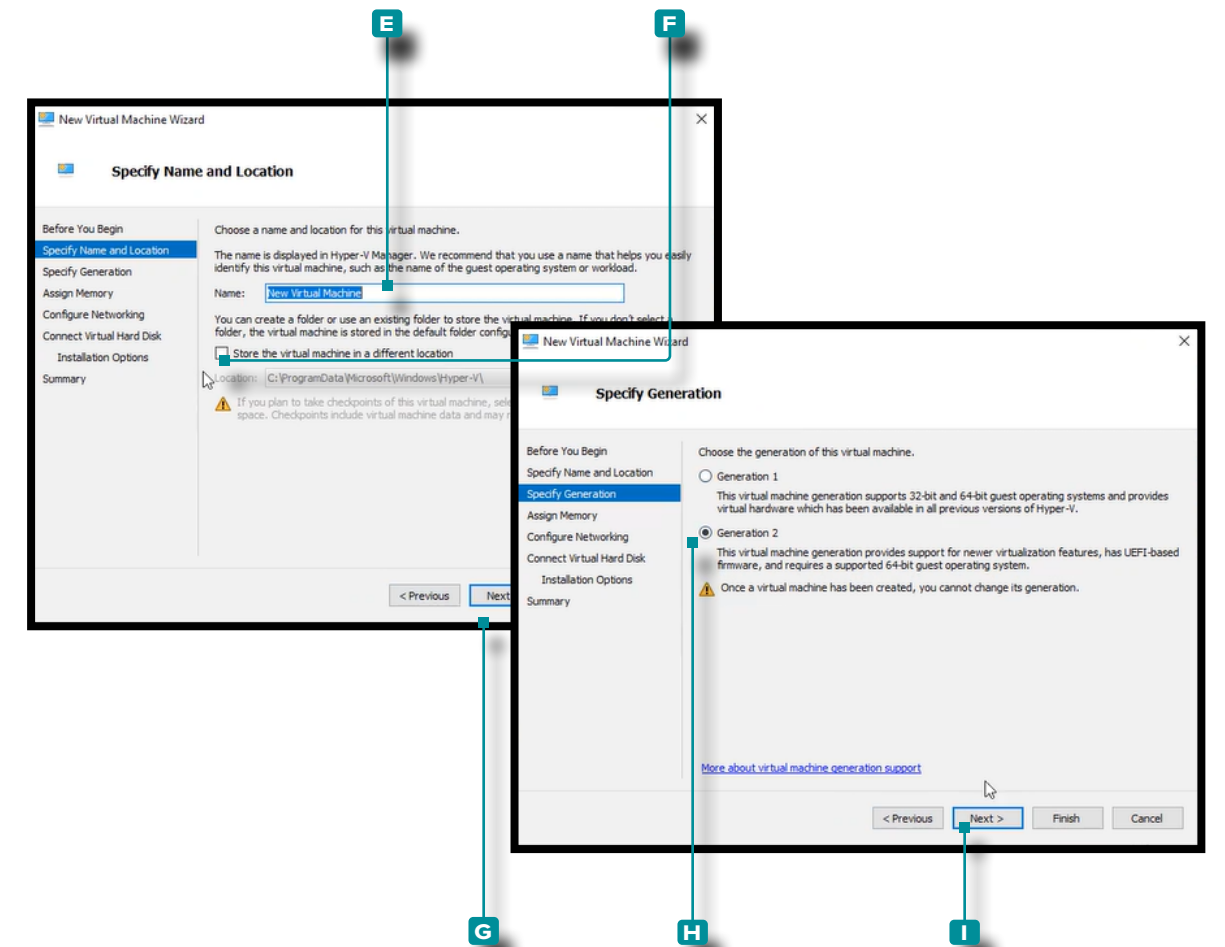 E
F
New Virtual Machine Wizard
Specify Name and Location
Before You Begin
Specify Name and Location
Specify Generation
Assign Memory
Configure Networking
Connect Virtual Hard Disk
Installation Options
Summary
Choose a name and location for this virtual machine.
The name is displayed in Hyper-V Manager. We recommend that you use a name that helps you easily
identify this virtual machine, such as the name of the guest operating system or workload.
Name: New Virtual Machine
You can create a folder or use an existing folder to store the virtual machine. If you don't select a
folder, the virtual machine is stored in the default folder
Store the virtual machine in a different location
Location: C:\ProgramData\Microsoft\Windows\Hyper-V\
If you plan to take checkpoints of this virtual machine,
space. Checkpoints include virtual machine data and may
< Previous
Next
New Virtual Machine Wizard
Specify Generation
Before You Begin
Specify Name and Location
Specify Generation
Assign Memory
Configure Networking
Connect Virtual Hard Disk
Installation Options
Summary
Choose the generation of this virtual machine.
Generation 1
This virtual machine generation supports 32-bit and 64-bit guest operating systems and provides
virtual hardware which has been available in all previous versions of Hyper-V.
Generation 2
This virtual machine generation provides support for newer virtualization features, has UEFI-based
firmware, and requires a supported 64-bit guest operating system.
Once a virtual machine has been created, you cannot change its generation.
More about virtual machine generation support
< Previous
Next >
Finish
Cancel
G
H
I